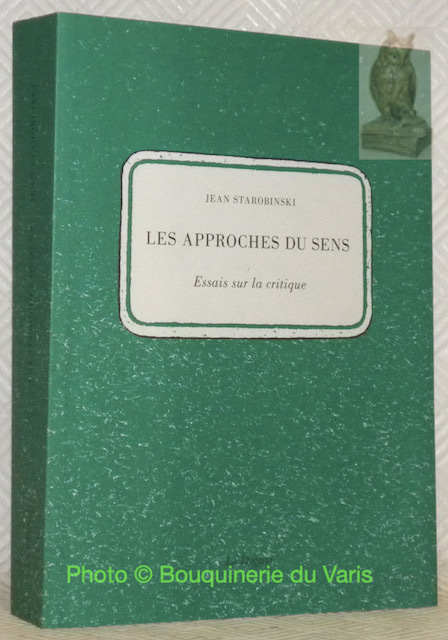 JEAN STAROBINSKI
LES APPROCHES DU SENS
Essais sur la critique
Photo © Bouquinerie du Varis